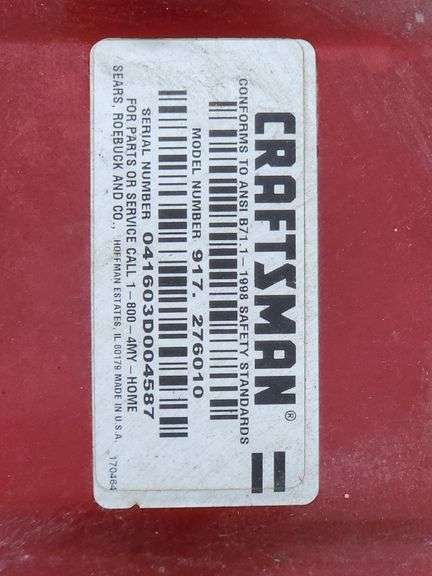 CRAFTSMAN®
CONFORMS TO ANSI B71.1-1998 SAFETY STANDARDS
MODEL NUMBER 917. 276010
SERIAL NUMBER 041603D004587
FOR PARTS OR SERVICE CALL 1-800-4MY-HOME
SEARS, ROEBUCK AND CO., HOFFMAN ESTATES, IL 60179 MADE IN U.S.A. 170464